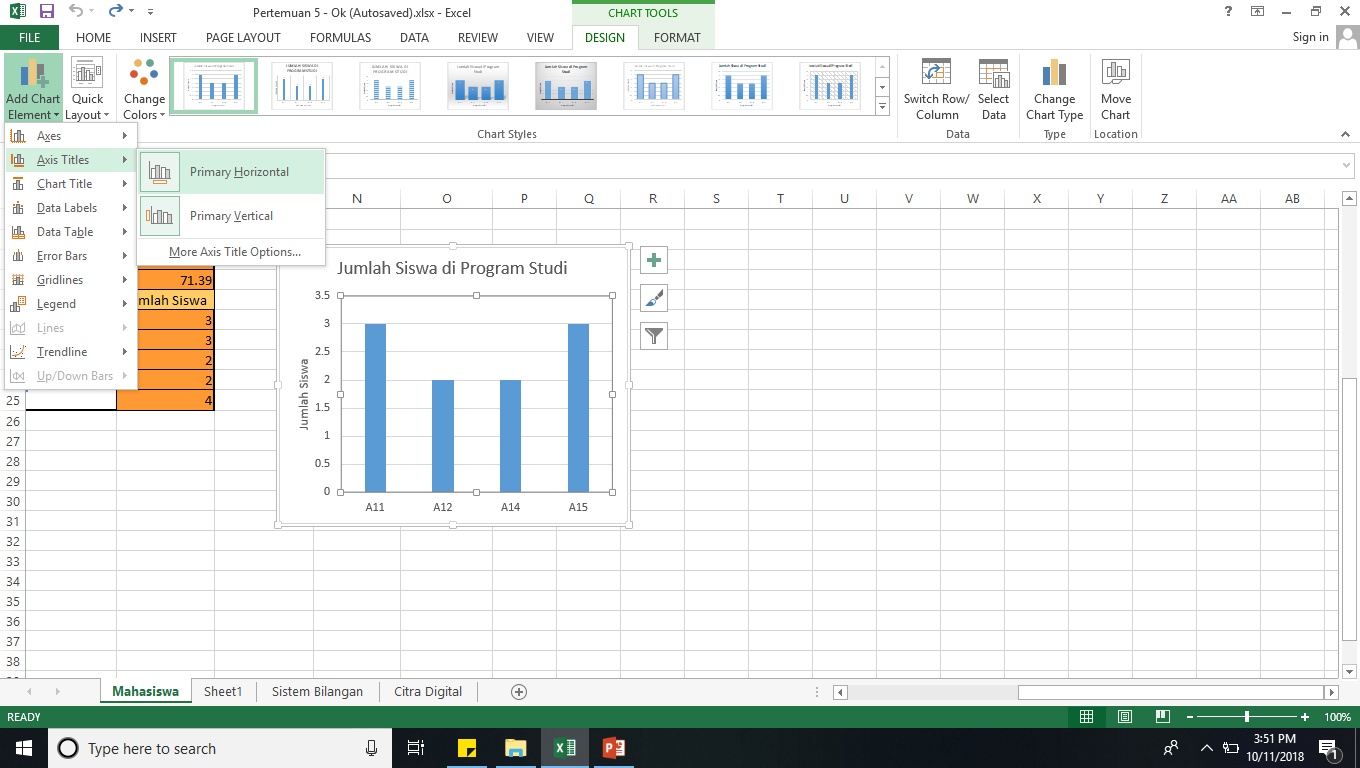 Pertemuan 5 - Ok (Autosaved).xlsx - Excel
CHART TOOLS
?
FILE HOME INSERT PAGE LAYOUT FORMULAS DATA REVIEW VIEW DESIGN FORMAT Sign in
Add Chart Element
Quick Layout
Change Colors
Switch Row/ Column
Select Data
Change Chart Type
Move Chart
Chart Styles
Data
Type
Location
Axes
Axis Titles
Chart Title
Data Labels
Data Table
Error Bars
Gridlines
Legend
Lines
Trendline
Up/Down Bars
Primary Horizontal
Primary Vertical
More Axis Title Options...
N O P Q R S T U V W X Y Z AA AB
71.39
mlah Siswa
3
3
2
2
25 4
26
27
28
29
30
31
32
33
34
35
36
37
38
Jumlah Siswa di Program Studi
Jumlah Siswa
3.5
3
2.5
2
1.5
1
0.5
0
A11 A12 A14 A15
Mahasiswa Sheet1 Sistem Bilangan Citra Digital
READY
100%
Type here to search
3:51 PM
10/11/2018
1